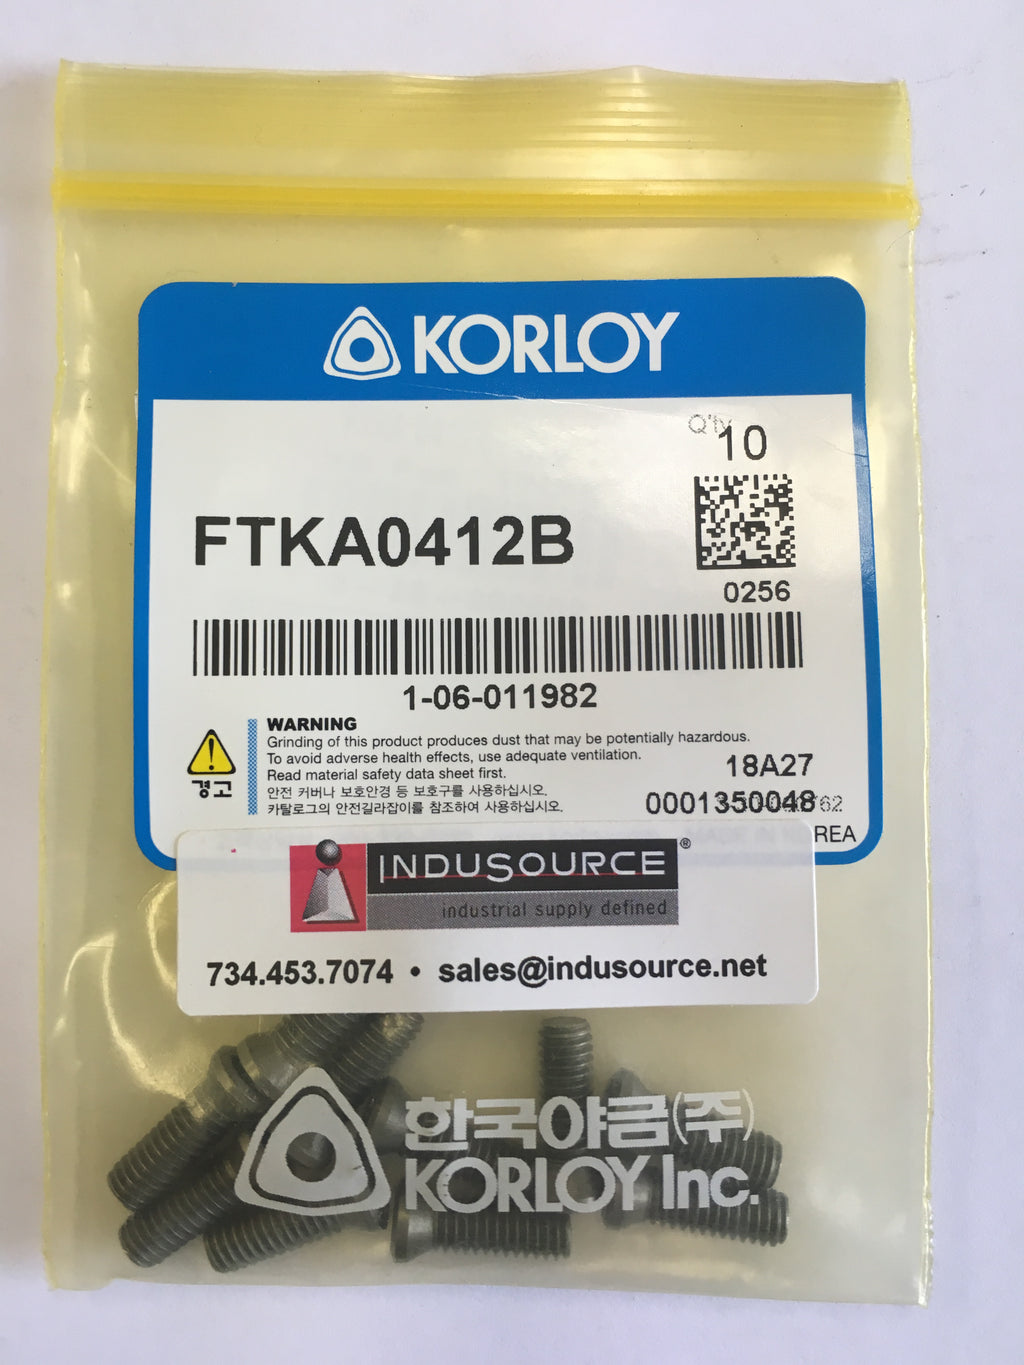 KORLOY
Q'ty
10
FTKA0412B
0256
1-06-011982
WARNING
Grinding of this product produces dust that may be potentially hazardous.
To avoid adverse health effects, use adequate ventilation.
Read material safety data sheet first.
안전 커버나 보호안경 등 보호구를 사용하십시오.
카탈로그의 안전길라잡이를 참조하여 사용하십시오.
경고
18A27
0001350048
REA
INDUSOURCE®
industrial supply defined
734.453.7074 • sales@indusource.net
한국야금(주)
KORLOY Inc.